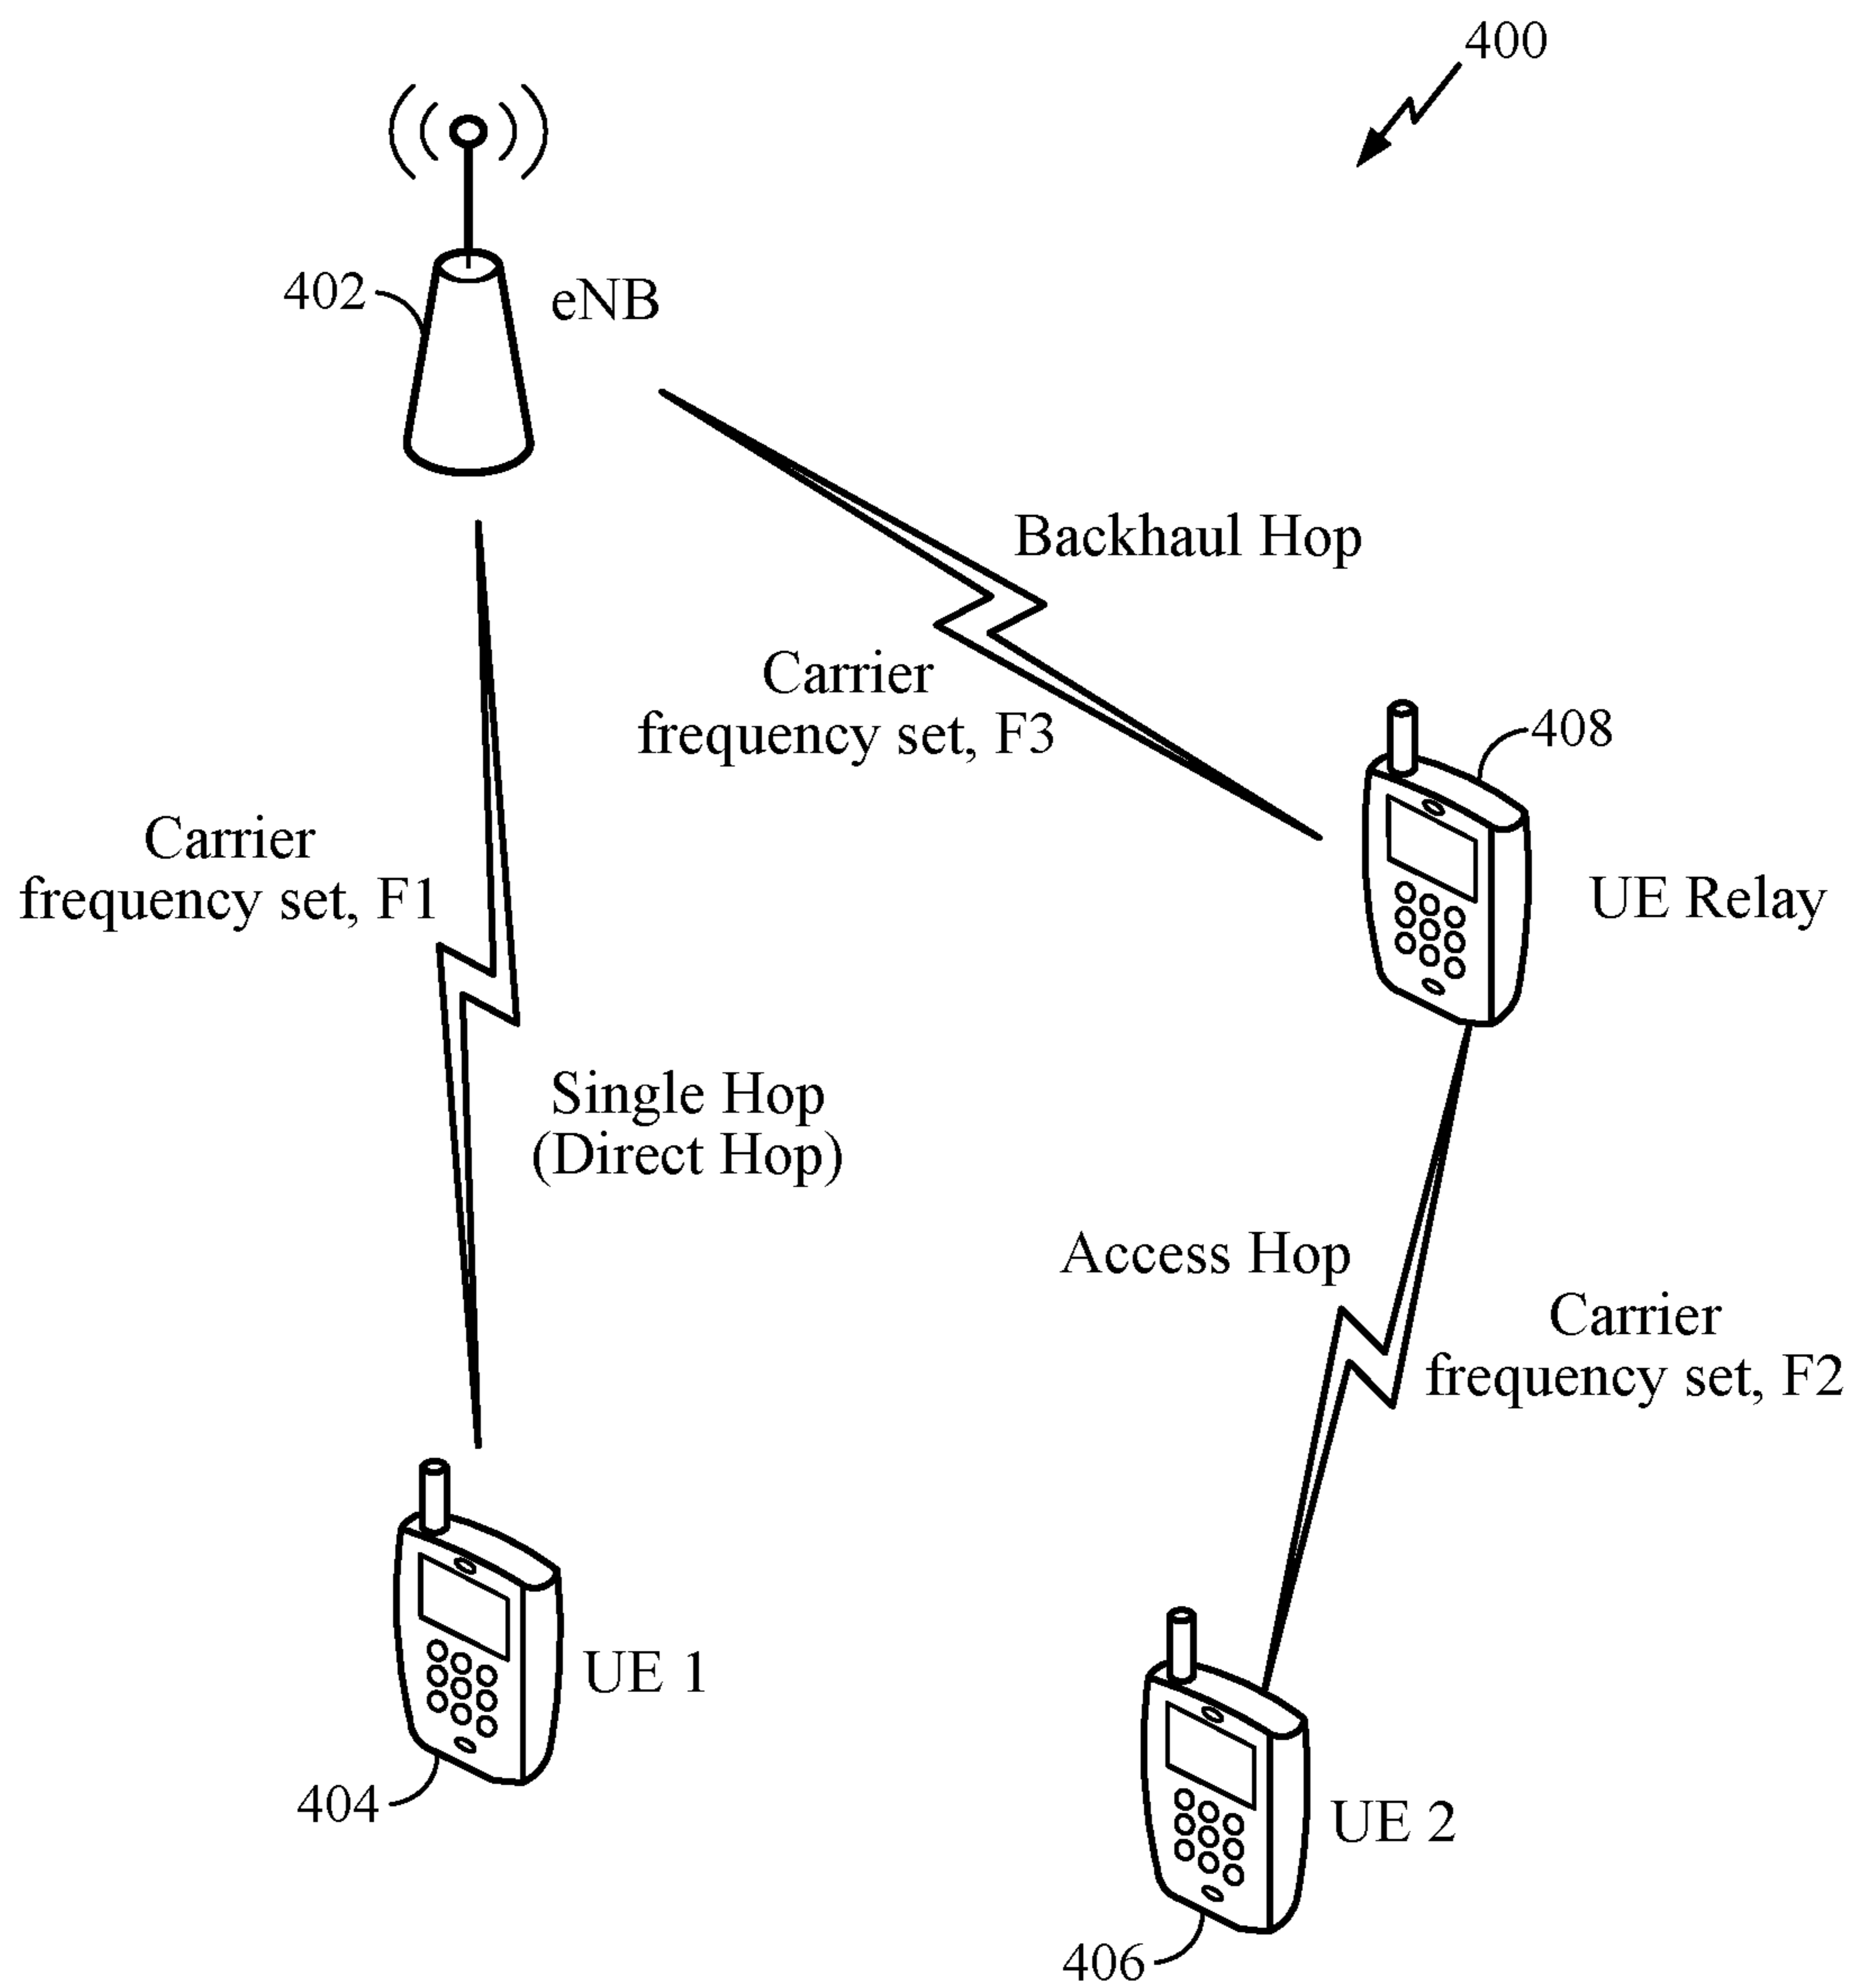 400
402
eNB
Backhaul Hop
Carrier
frequency set, F3
408
UE Relay
Carrier
frequency set, F1
Single Hop
(Direct Hop)
Access Hop
Carrier
frequency set, F2
UE 1
404
UE 2
406